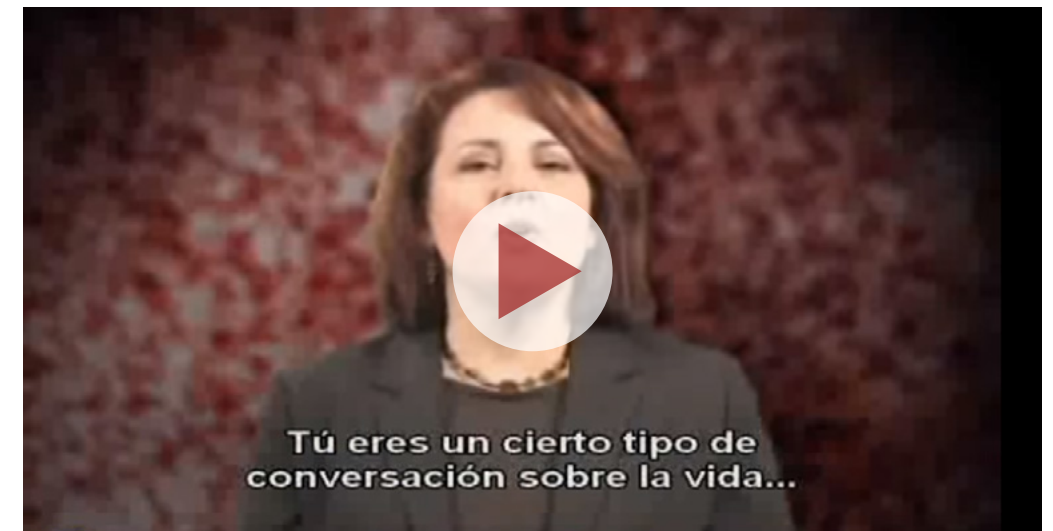 Tú eres un cierto tipo de
conversación sobre la vida...